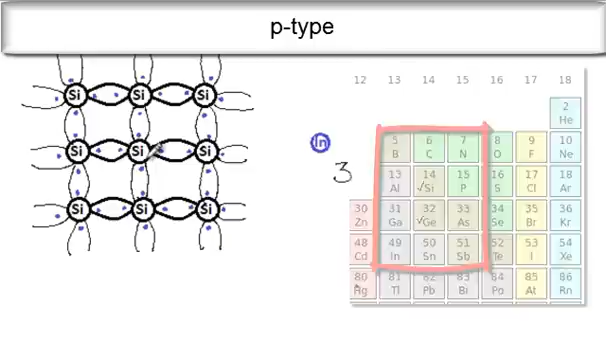 p-type
Si Si Si
Si Si Si
Si Si Si
In
3
12 13 14 15 16 17 18
2
He
5 6 7 8 9 10
B C N O F Ne
13 14 15 16 17 18
Al √Si P S Cl Ar
30 31 32 33 34 35 36
Zn Ga √Ge As Se Br Kr
48 49 50 51 52 53 54
Cd In Sn Sb Te I Xe
80 81 82 83 84 85 86
Hg Tl Pb Bi Po At Rn